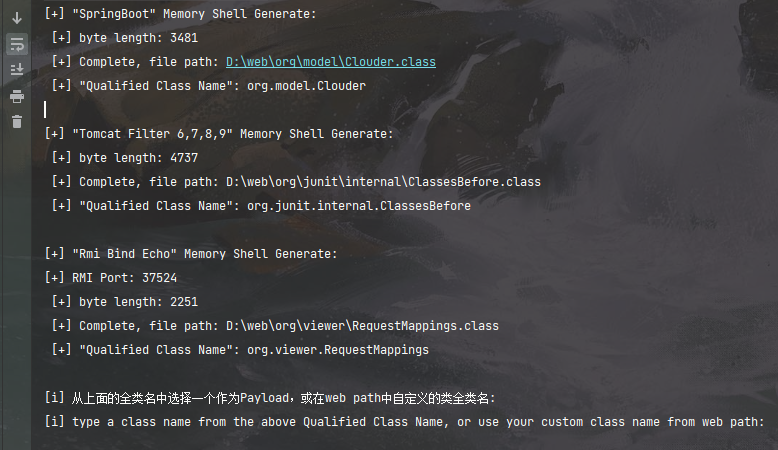 [+] "SpringBoot" Memory Shell Generate:
[+] byte length: 3481
[+] Complete, file path: D:\web\org\model\Clouder.class
[+] "Qualified Class Name": org.model.Clouder
[+] "Tomcat Filter 6,7,8,9" Memory Shell Generate:
[+] byte length: 4737
[+] Complete, file path: D:\web\org\junit\internal\ClassesBefore.class
[+] "Qualified Class Name": org.junit.internal.ClassesBefore
[+] "Rmi Bind Echo" Memory Shell Generate:
[+] RMI Port: 37524
[+] byte length: 2251
[+] Complete, file path: D:\web\org\viewer\RequestMappings.class
[+] "Qualified Class Name": org.viewer.RequestMappings
[i] 从上面的全类名中选择一个作为Payload，或在web path中自定义的类全类名:
[i] type a class name from the above Qualified Class Name, or use your custom class name from web path: